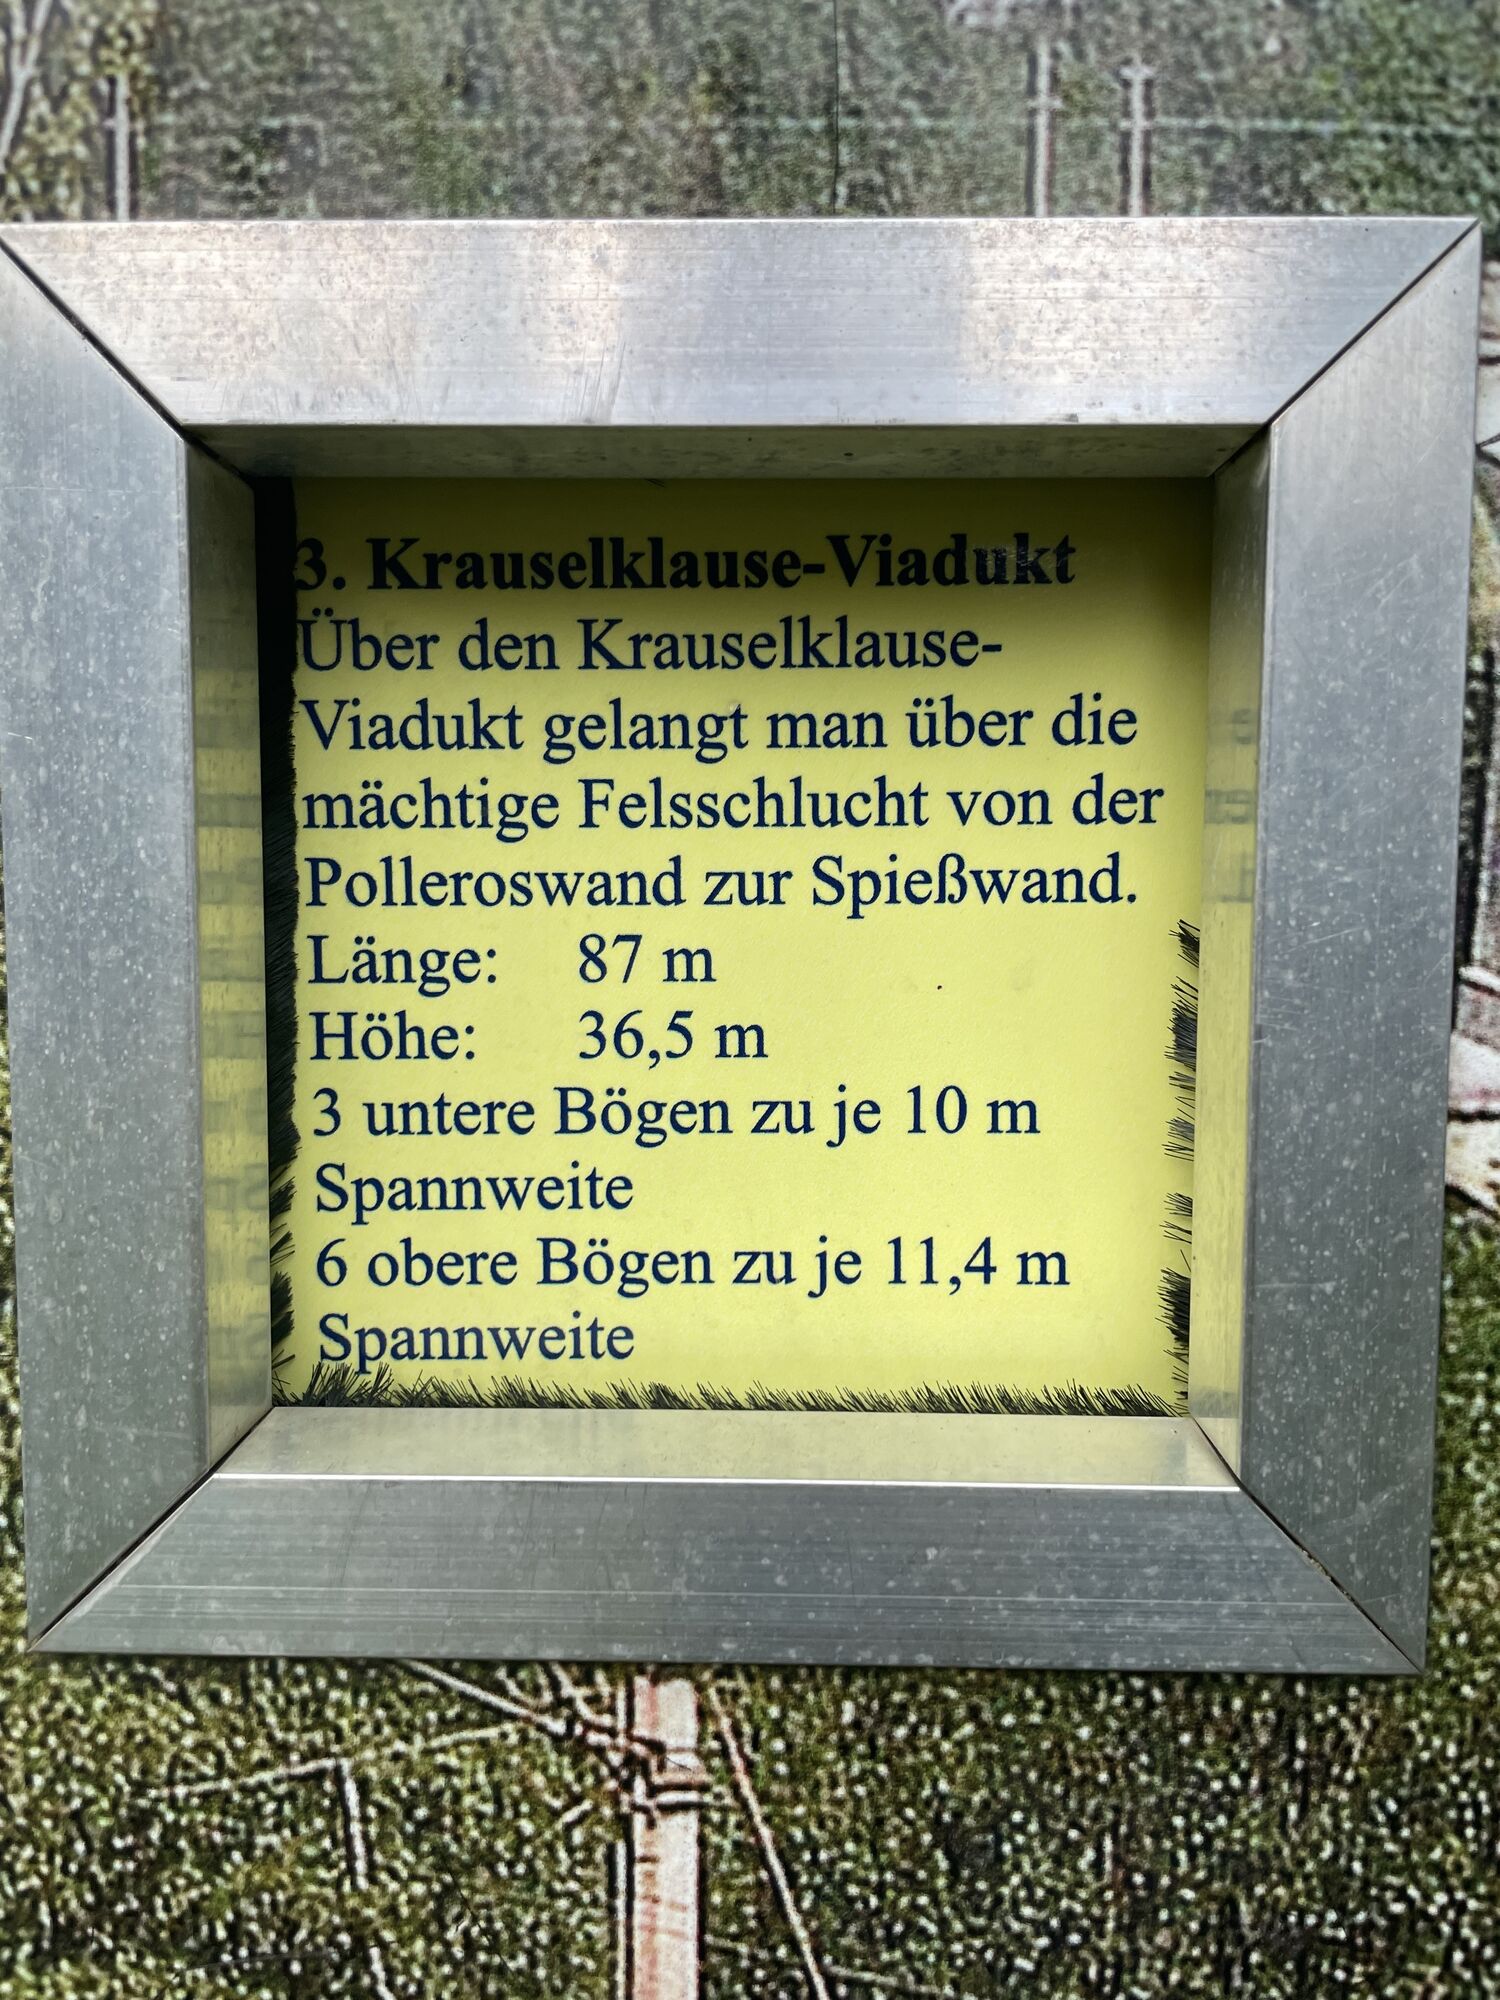 3. Krauselklause-Viadukt
Über den Krauselklause-
Viadukt gelangt man über die
mächtige Felsschlucht von der
Polleroswand zur Spießwand.
Länge: 87 m
Höhe: 36,5 m
3 untere Bögen zu je 10 m
Spannweite
6 obere Bögen zu je 11,4 m
Spannweite